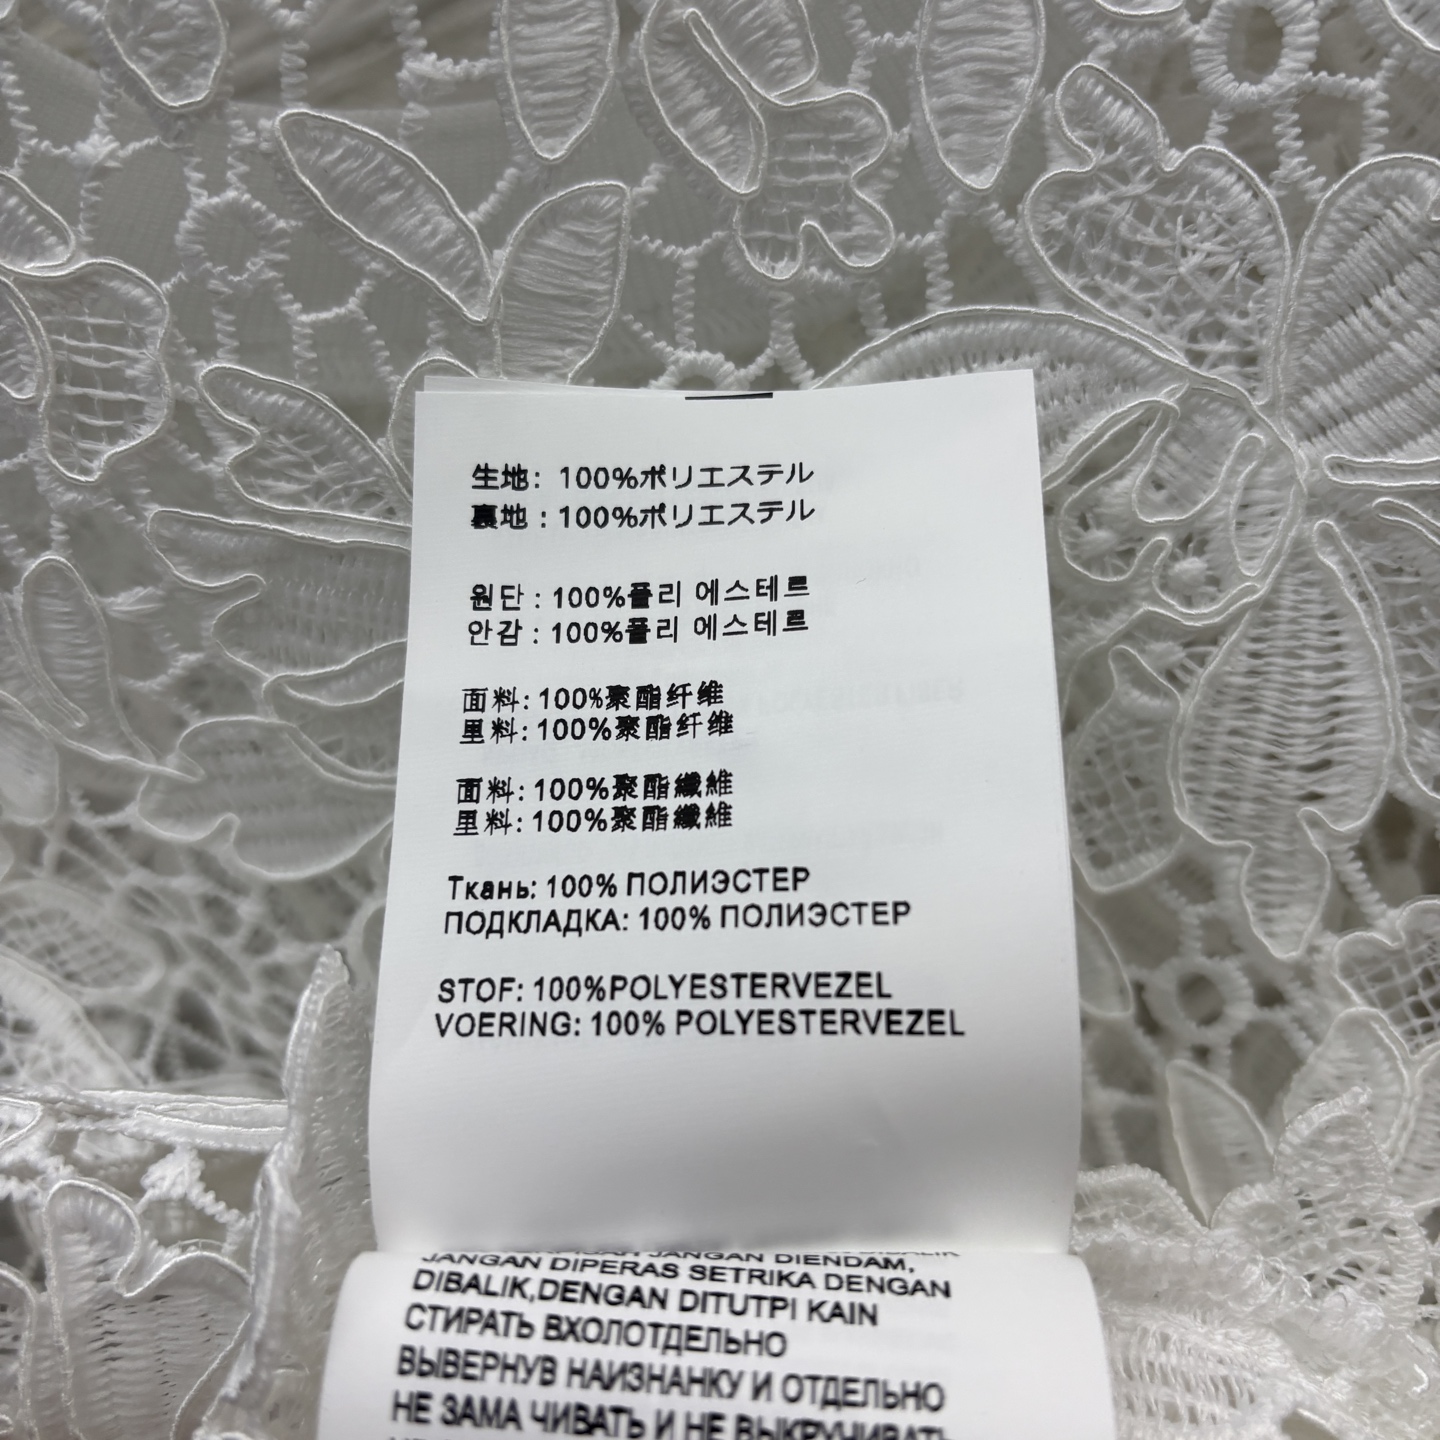 生地: 100%ポリエステル
裏地 : 100%ポリエステル
원단 : 100%폴리 에스테르
안감 : 100%폴리 에스테르
面料: 100%聚酯纤维
里料: 100%聚酯纤维
面料: 100%聚酯纖維
里料: 100%聚酯纖維
Ткань: 100% ПОЛИЭСТЕР
ПОДКЛАДКА: 100% ПОЛИЭСТЕР
STOF: 100%POLYESTERVEZEL
VOERING: 100% POLYESTERVEZEL
JANGAN DIENDAM,
JANGAN DIPERAS SETRIKA DENGAN
DIBALIK,DENGAN DITUTPI KAIN
СТИРАТЬ ВХОЛОТДЕЛЬНО
ВЫВЕРНУВ НАИЗНАНКУ И ОТДЕЛЬНО
НЕ ЗАМА ЧИВАТЬ И НЕ ВЫКРУЧИВАТЬ